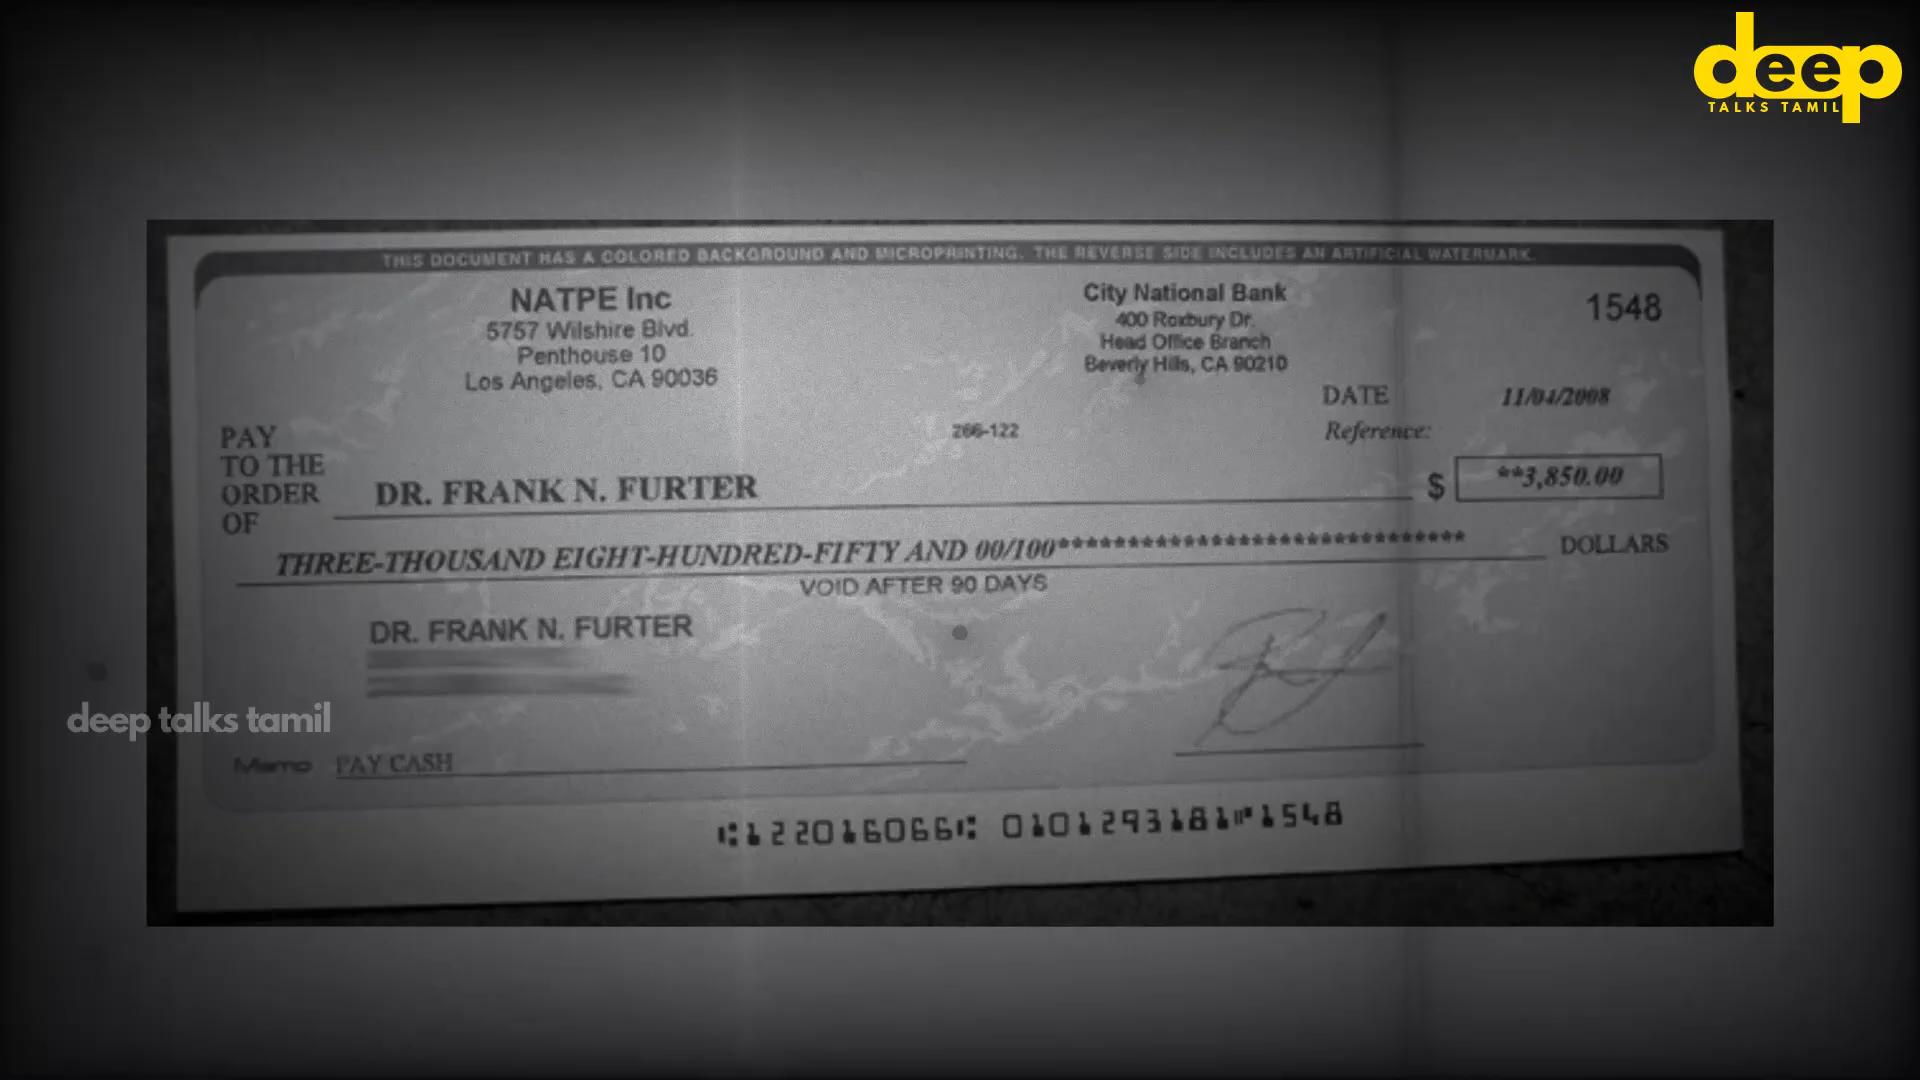 deep
TALKS TAMIL
THIS DOCUMENT HAS A COLORED BACKGROUND AND MICROPRINTING. THE REVERSE SIDE INCLUDES AN ARTIFICIAL WATERMARK.
NATPE Inc
5757 Wilshire Blvd.
Penthouse 10
Los Angeles, CA 90036
City National Bank
400 Roxbury Dr.
Head Office Branch
Beverly Hills, CA 90210
1548
DATE 11/04/2008
266-122
Reference:
PAY
TO THE
ORDER
OF
DR. FRANK N. FURTER
$ **3,850.00
THREE-THOUSAND EIGHT-HUNDRED-FIFTY AND 00/100***************************** DOLLARS
VOID AFTER 90 DAYS
DR. FRANK N. FURTER
deep talks tamil
Memo PAY CASH
⑆122016066⑆ 0101293181⑈1548